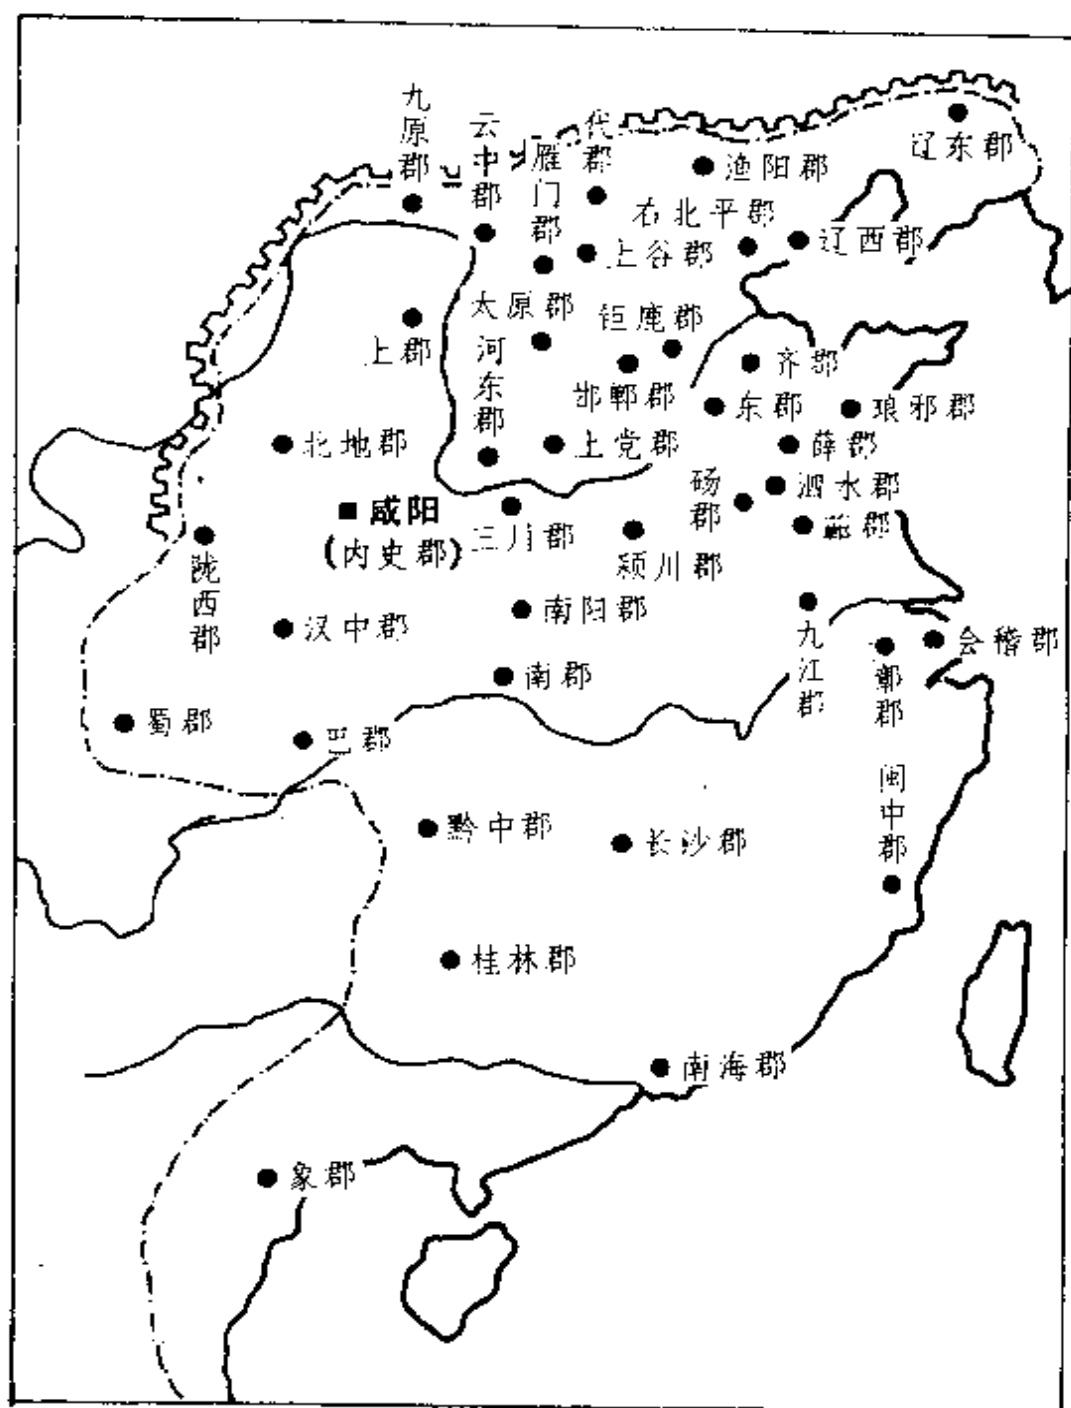 九原郡
云中郡
雁门郡
代郡
渔阳郡
辽东郡
右北平郡
辽西郡
上谷郡
太原郡
钜鹿郡
上郡
河东郡
邯郸郡
齐郡
东郡
琅邪郡
北地郡
上党郡
薛郡
砀郡
泗水郡
咸阳
(内史郡)
三川郡
颍川郡
陇西郡
汉中郡
南阳郡
九江郡
鄣郡
会稽郡
南郡
蜀郡
巴郡
闽中郡
黔中郡
长沙郡
桂林郡
南海郡
象郡